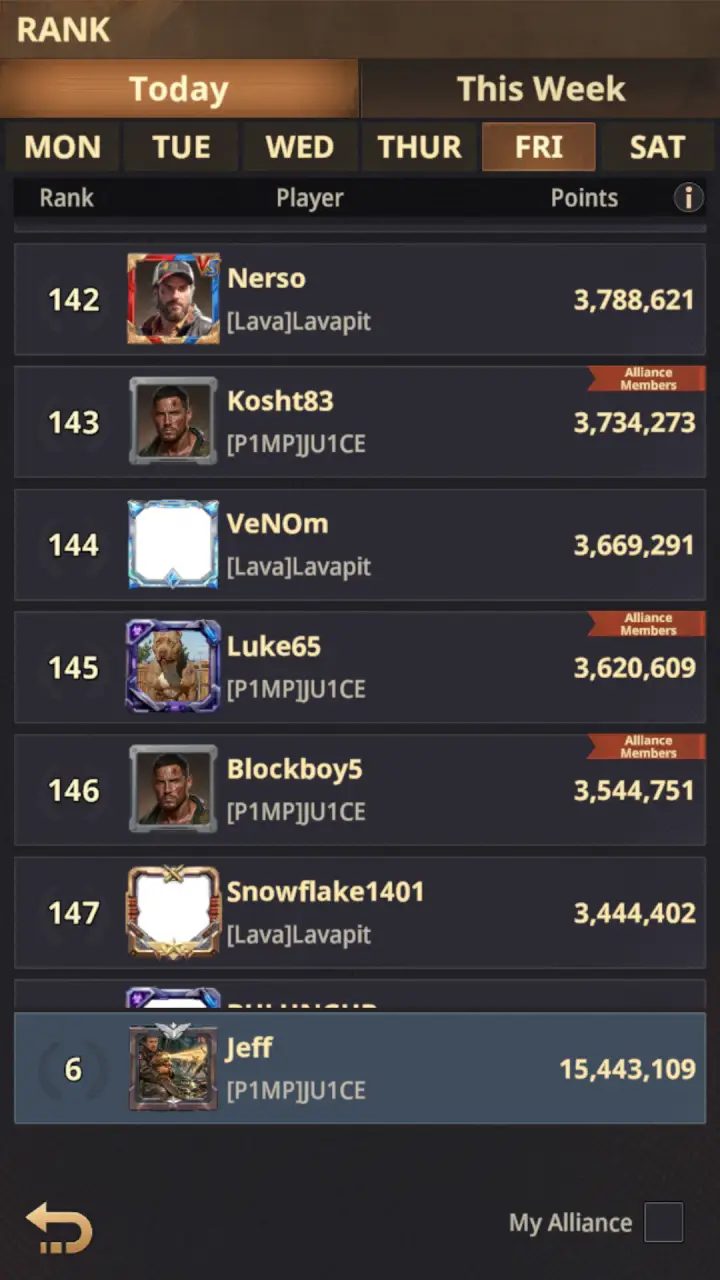 RANK
Today This Week
MON TUE WED THUR FRI SAT
Rank Player Points i
142 Nerso 3,788,621
[Lava]Lavapit
Alliance Members
143 Kosht83 3,734,273
[P1MP]JU1CE
144 VeNOm 3,669,291
[Lava]Lavapit
Alliance Members
145 Luke65 3,620,609
[P1MP]JU1CE
Alliance Members
146 Blockboy5 3,544,751
[P1MP]JU1CE
147 Snowflake1401 3,444,402
[Lava]Lavapit
6 Jeff 15,443,109
[P1MP]JU1CE
My Alliance